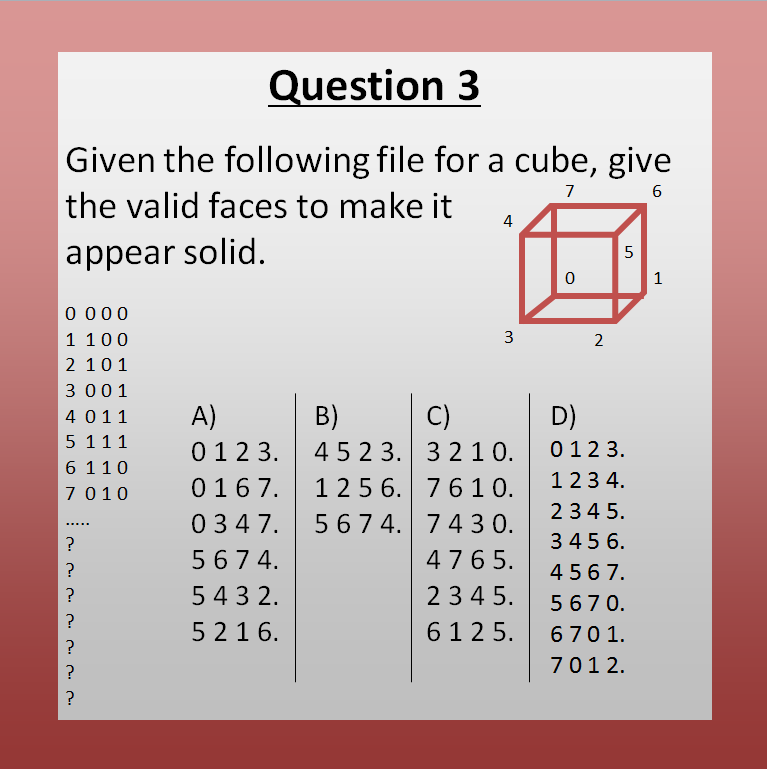 Question 3
Given the following file for a cube, give
the valid faces to make it
appear solid.
7 6
4
5
0 1
3 2
0 0 0 0
1 1 0 0
2 1 0 1
3 0 0 1
4 0 1 1
5 1 1 1
6 1 1 0
7 0 1 0
.....
?
?
?
?
?
?
?
A)
0 1 2 3.
0 1 6 7.
0 3 4 7.
5 6 7 4.
5 4 3 2.
5 2 1 6.
B)
4 5 2 3.
1 2 5 6.
5 6 7 4.
C)
3 2 1 0.
7 6 1 0.
7 4 3 0.
4 7 6 5.
2 3 4 5.
6 1 2 5.
D)
0 1 2 3.
1 2 3 4.
2 3 4 5.
3 4 5 6.
4 5 6 7.
5 6 7 0.
6 7 0 1.
7 0 1 2.